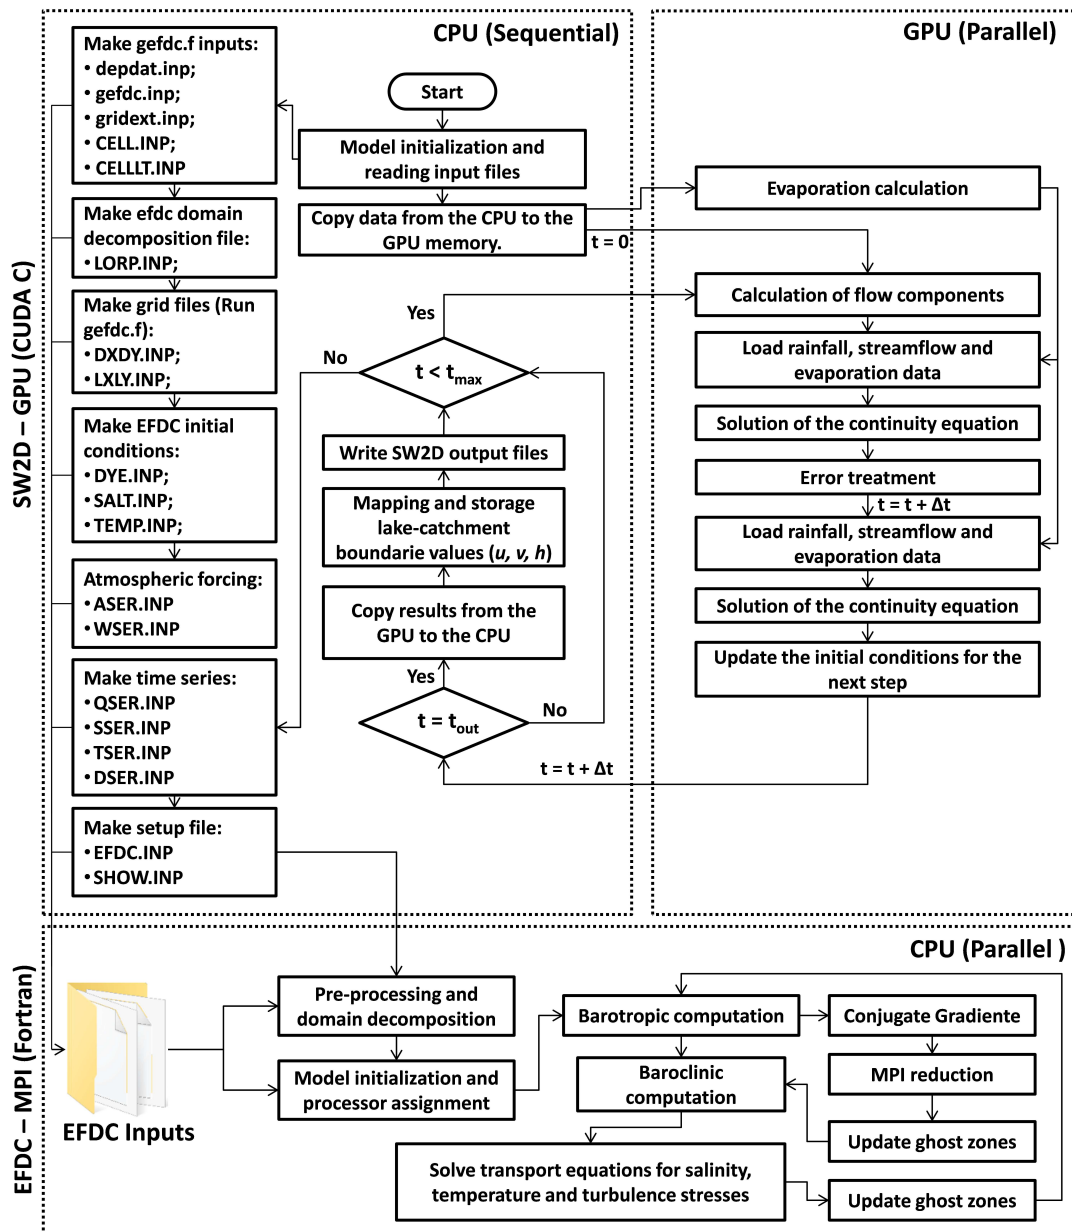 SW2D – GPU (CUDA C)
CPU (Sequential)
Make gefdc.f inputs:
• depdat.inp;
• gefdc.inp;
• gridext.inp;
• CELL.INP;
• CELLLT.INP
Make efdc domain
decomposition file:
• LORP.INP;
Make grid files (Run
gefdc.f):
• DXDY.INP;
• LXLY.INP;
Make EFDC initial
conditions:
• DYE.INP;
• SALT.INP;
• TEMP.INP;
Atmospheric forcing:
• ASER.INP
• WSER.INP
Make time series:
• QSER.INP
• SSER.INP
• TSER.INP
• DSER.INP
Make setup file:
• EFDC.INP
• SHOW.INP
Start
Model initialization and
reading input files
Copy data from the CPU to the
GPU memory.
t = 0
Yes
No
t < tmax
Write SW2D output files
Mapping and storage
lake-catchment
boundarie values (u, v, h)
Copy results from the
GPU to the CPU
Yes
No
t = tout
t = t + Δt
GPU (Parallel)
Evaporation calculation
Calculation of flow components
Load rainfall, streamflow and
evaporation data
Solution of the continuity equation
Error treatment
t = t + Δt
Load rainfall, streamflow and
evaporation data
Solution of the continuity equation
Update the initial conditions for the
next step
EFDC – MPI (Fortran)
CPU (Parallel )
EFDC Inputs
Pre-processing and
domain decomposition
Model initialization and
processor assignment
Barotropic computation
Baroclinic
computation
Conjugate Gradiente
MPI reduction
Update ghost zones
Solve transport equations for salinity,
temperature and turbulence stresses
Update ghost zones